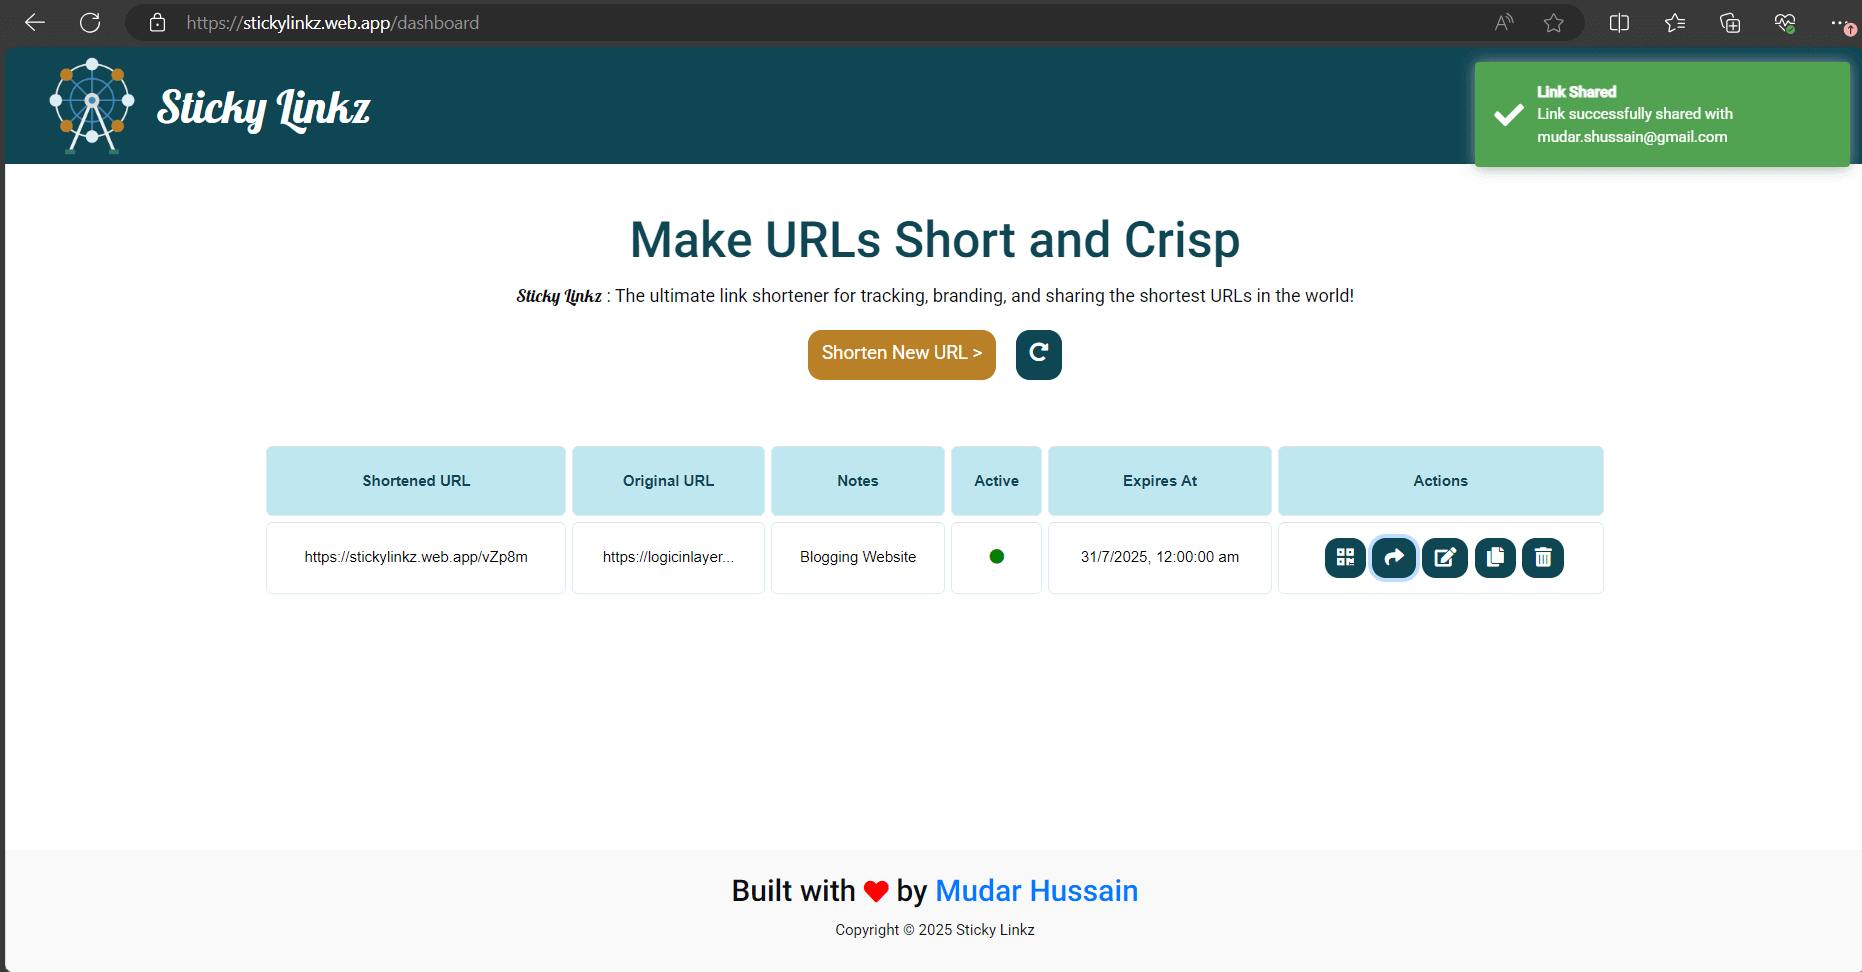 https://stickylinkz.web.app/dashboard
Sticky Linkz
Link Shared
Link successfully shared with
mudar.shussain@gmail.com
Make URLs Short and Crisp
Sticky Linkz : The ultimate link shortener for tracking, branding, and sharing the shortest URLs in the world!
Shorten New URL >
Shortened URL Original URL Notes Active Expires At Actions
https://stickylinkz.web.app/vZp8m https://logicinlayer... Blogging Website 31/7/2025, 12:00:00 am
Built with ❤ by Mudar Hussain
Copyright © 2025 Sticky Linkz